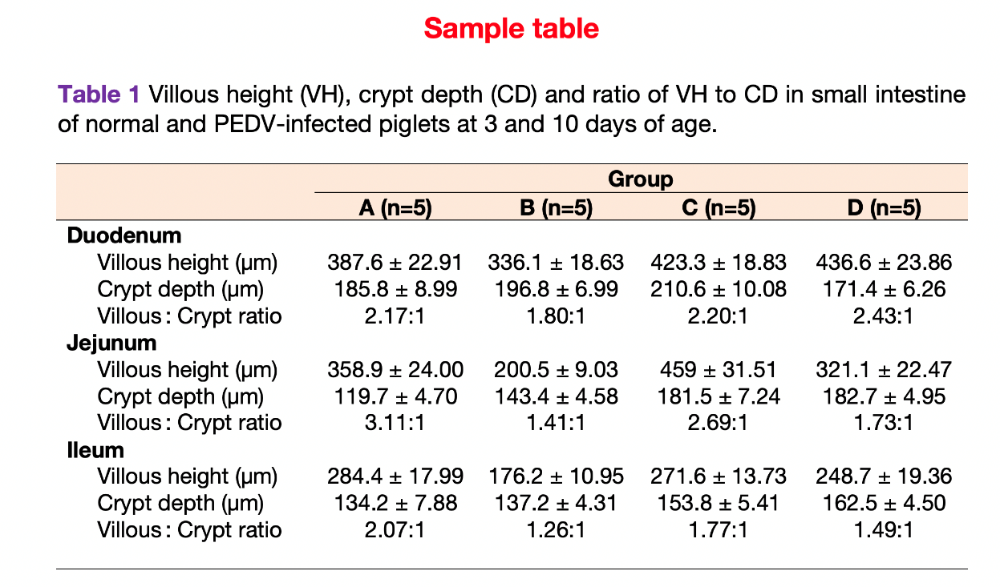 Sample table
Table 1 Villous height (VH), crypt depth (CD) and ratio of VH to CD in small intestine
of normal and PEDV-infected piglets at 3 and 10 days of age.
Group
A (n=5) B (n=5) C (n=5) D (n=5)
Duodenum
Villous height (µm) 387.6 ± 22.91 336.1 ± 18.63 423.3 ± 18.83 436.6 ± 23.86
Crypt depth (µm) 185.8 ± 8.99 196.8 ± 6.99 210.6 ± 10.08 171.4 ± 6.26
Villous : Crypt ratio 2.17:1 1.80:1 2.20:1 2.43:1
Jejunum
Villous height (µm) 358.9 ± 24.00 200.5 ± 9.03 459 ± 31.51 321.1 ± 22.47
Crypt depth (µm) 119.7 ± 4.70 143.4 ± 4.58 181.5 ± 7.24 182.7 ± 4.95
Villous : Crypt ratio 3.11:1 1.41:1 2.69:1 1.73:1
Ileum
Villous height (µm) 284.4 ± 17.99 176.2 ± 10.95 271.6 ± 13.73 248.7 ± 19.36
Crypt depth (µm) 134.2 ± 7.88 137.2 ± 4.31 153.8 ± 5.41 162.5 ± 4.50
Villous : Crypt ratio 2.07:1 1.26:1 1.77:1 1.49:1